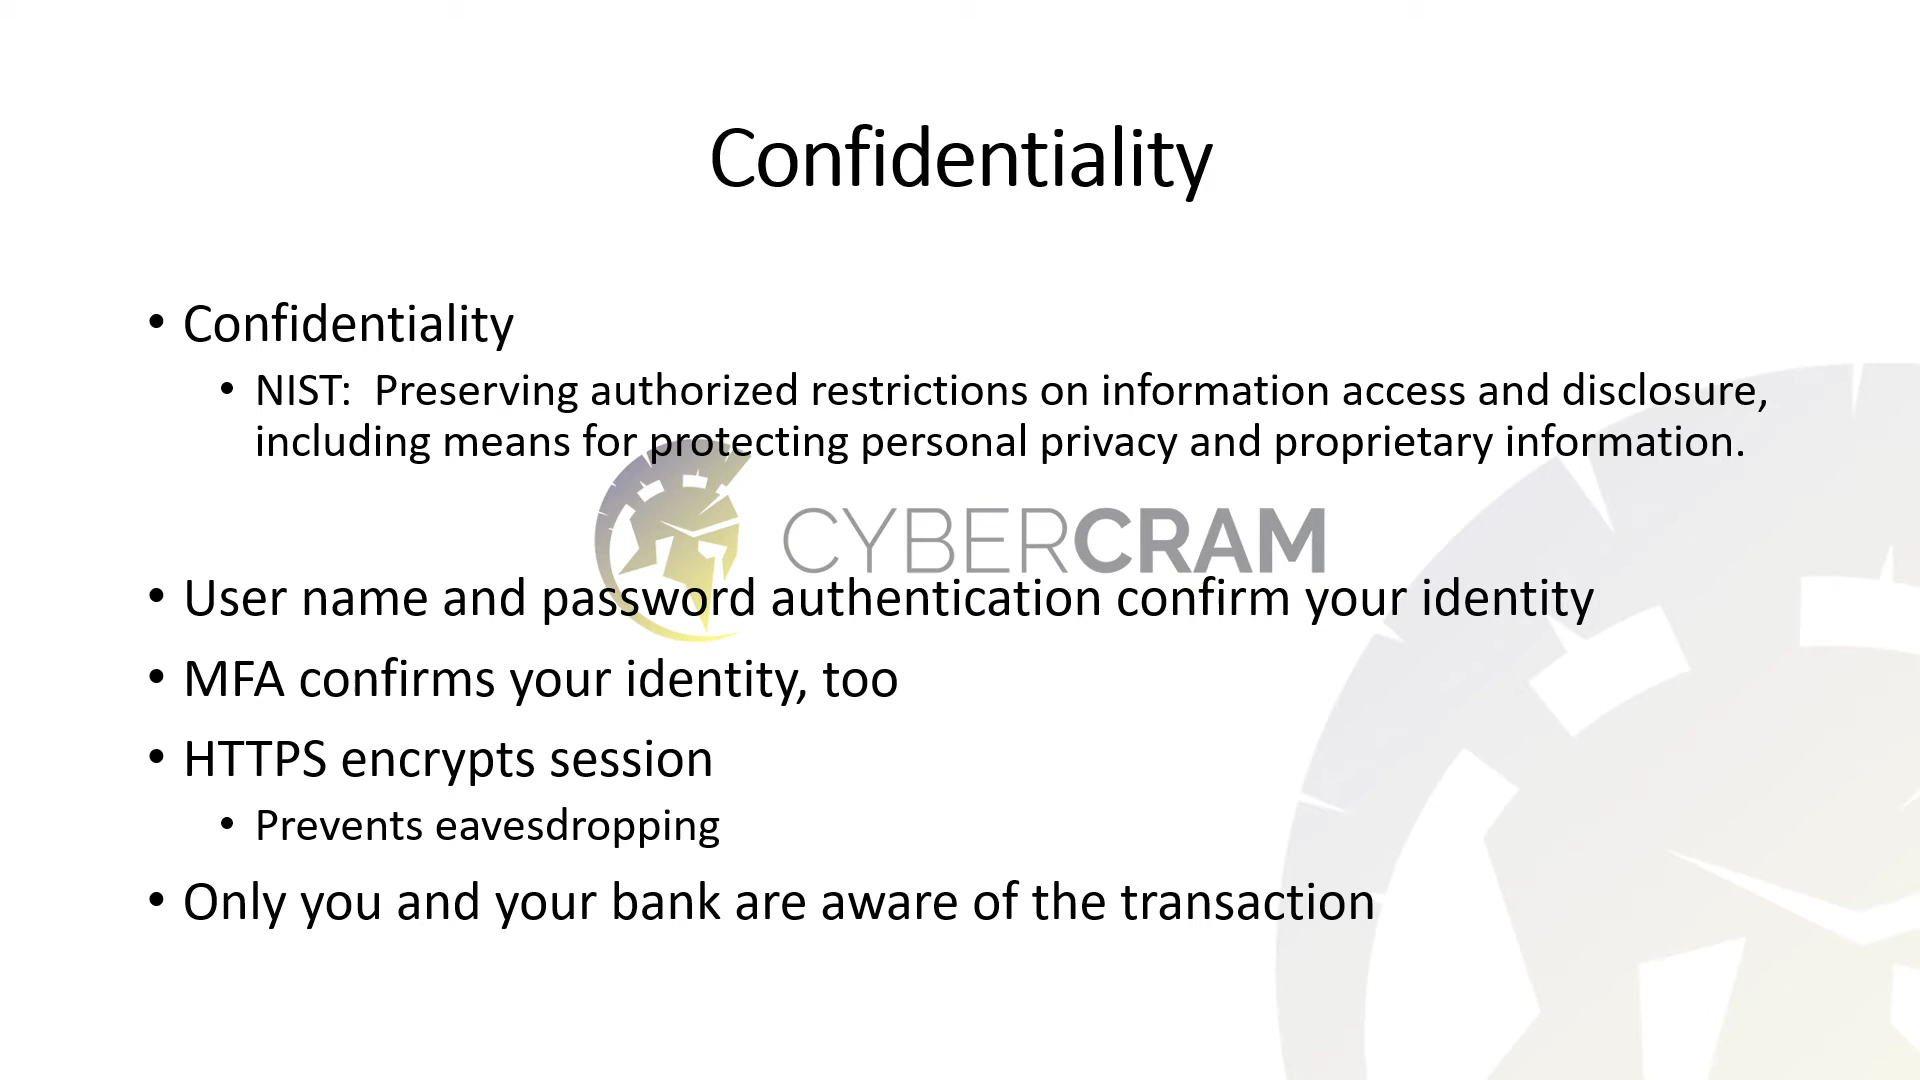 Confidentiality
• Confidentiality
• NIST:  Preserving authorized restrictions on information access and disclosure,
including means for protecting personal privacy and proprietary information.
CYBERCRAM
• User name and password authentication confirm your identity
• MFA confirms your identity, too
• HTTPS encrypts session
• Prevents eavesdropping
• Only you and your bank are aware of the transaction